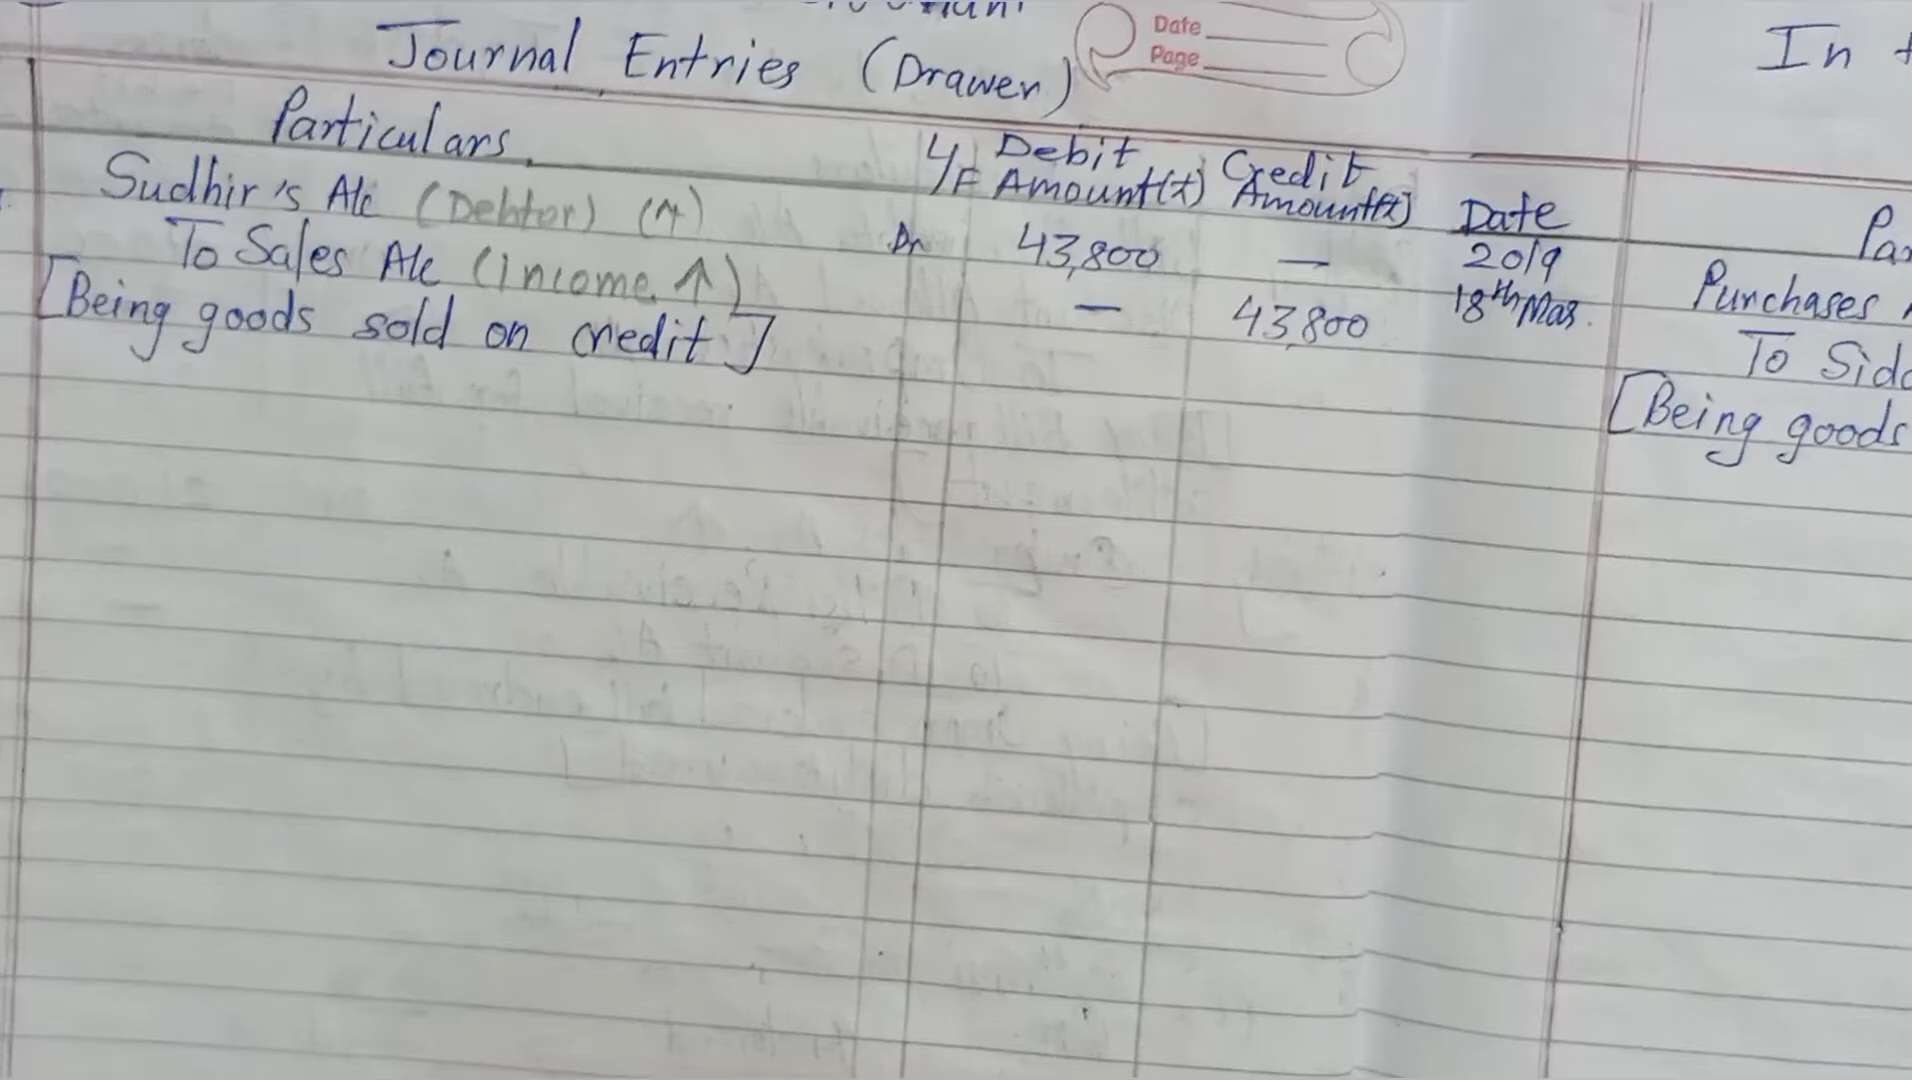 Date
Page
Journal Entries (Drawer)
In
Particulars
L/F Debit Amount(₹) Credit Amount(₹) Date
Sudhir's A/c (Debtor) (↑) Dr 43,800 — 2019
To Sales A/c (Income ↑) — 43,800 18th Mar.
[Being goods sold on credit]
Purchases
To
[Being goods